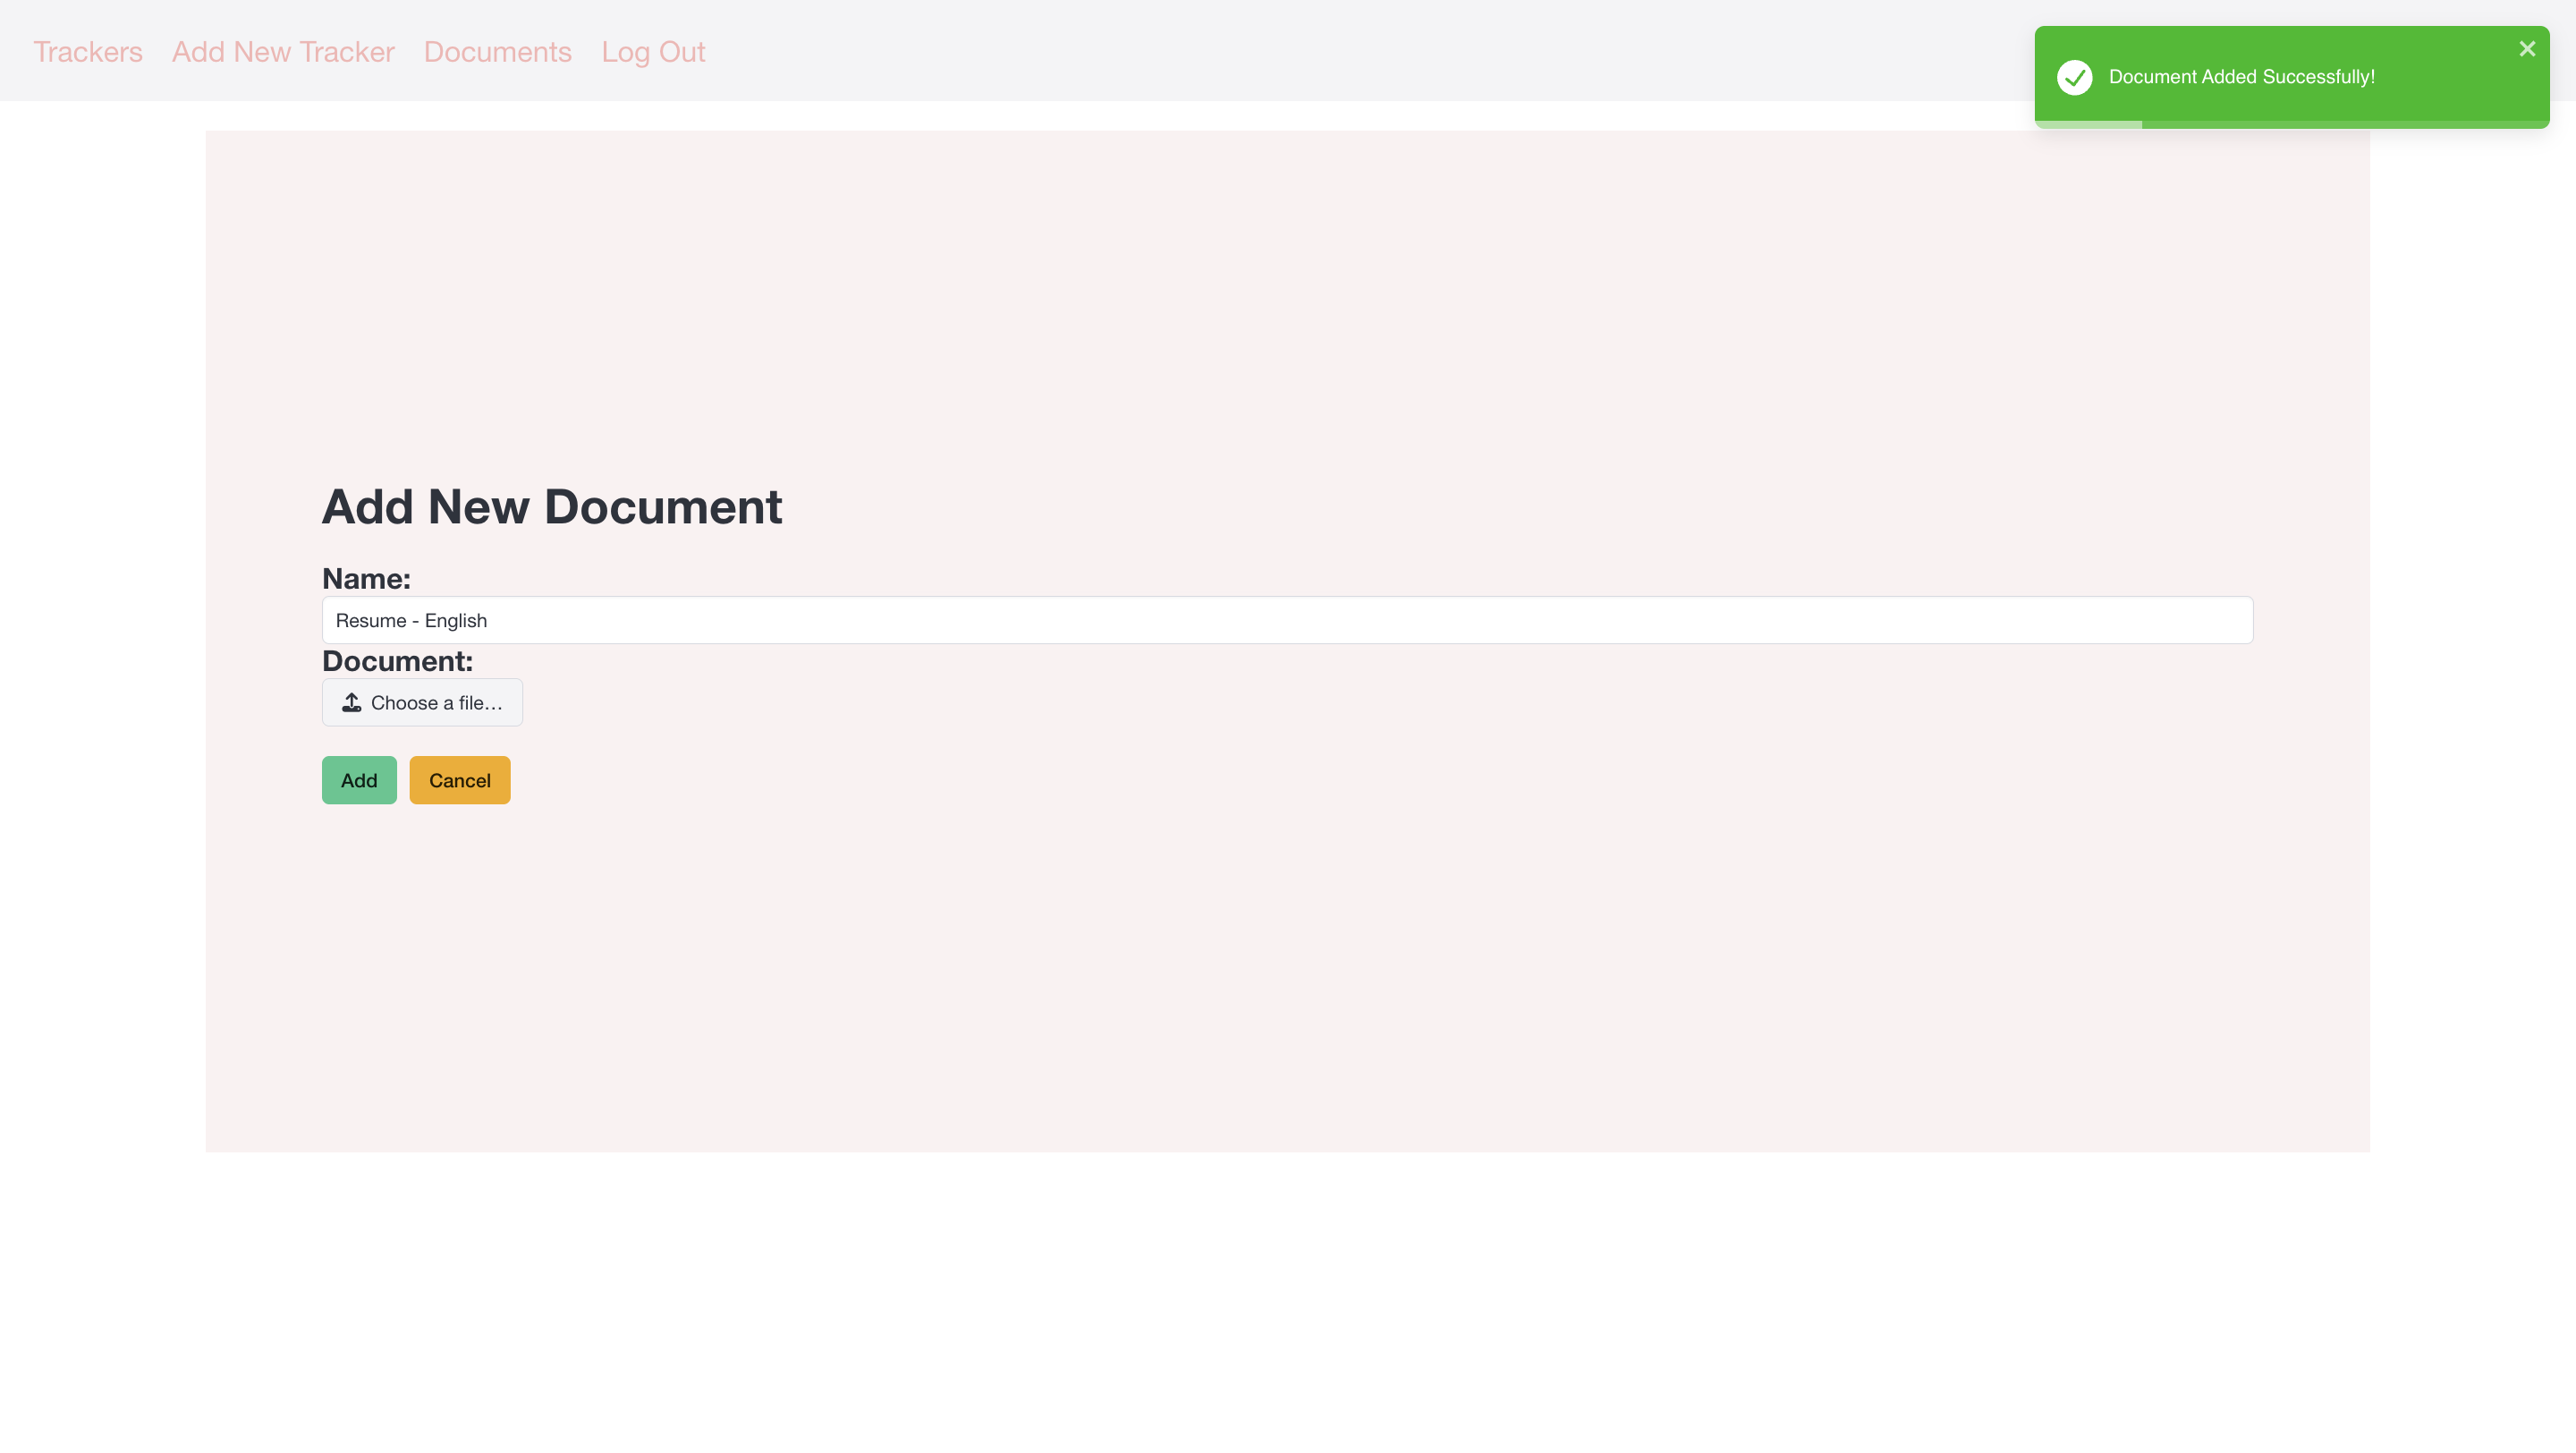 Trackers Add New Tracker Documents Log Out
Document Added Successfully!
Add New Document
Name:
Resume - English
Document:
Choose a file…
Add Cancel